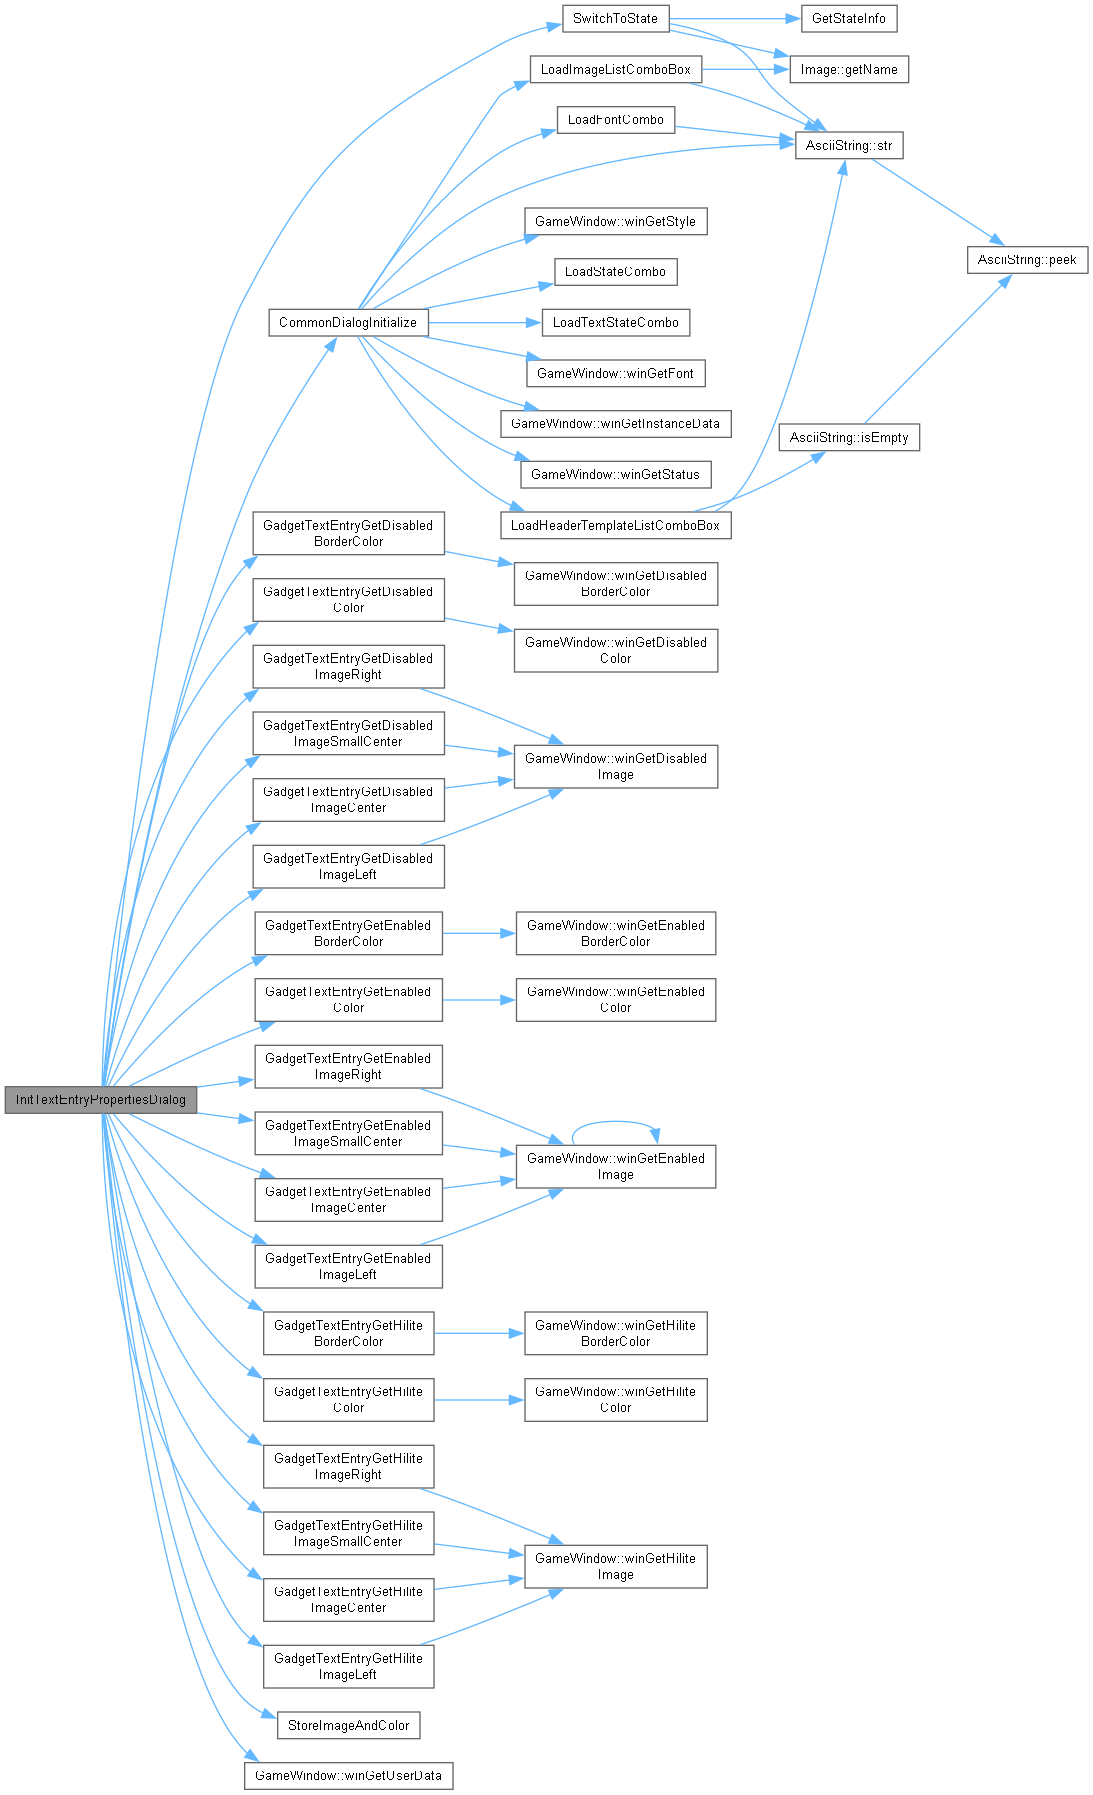 SwitchToState
GetStateInfo
LoadImageListComboBox
Image::getName
LoadFontCombo
AsciiString::str
GameWindow::winGetStyle
AsciiString::peek
LoadStateCombo
CommonDialogInitialize
LoadTextStateCombo
GameWindow::winGetFont
GameWindow::winGetInstanceData
AsciiString::isEmpty
GameWindow::winGetStatus
LoadHeaderTemplateListComboBox
GadgetTextEntryGetDisabled
BorderColor
GameWindow::winGetDisabled
BorderColor
GadgetTextEntryGetDisabled
Color
GameWindow::winGetDisabled
Color
GadgetTextEntryGetDisabled
ImageRight
GadgetTextEntryGetDisabled
ImageSmallCenter
GameWindow::winGetDisabled
Image
GadgetTextEntryGetDisabled
ImageCenter
GadgetTextEntryGetDisabled
ImageLeft
GadgetTextEntryGetEnabled
BorderColor
GameWindow::winGetEnabled
BorderColor
GadgetTextEntryGetEnabled
Color
GameWindow::winGetEnabled
Color
GadgetTextEntryGetEnabled
ImageRight
InitTextEntryPropertiesDialog
GadgetTextEntryGetEnabled
ImageSmallCenter
GameWindow::winGetEnabled
Image
GadgetTextEntryGetEnabled
ImageCenter
GadgetTextEntryGetEnabled
ImageLeft
GadgetTextEntryGetHilite
BorderColor
GameWindow::winGetHilite
BorderColor
GadgetTextEntryGetHilite
Color
GameWindow::winGetHilite
Color
GadgetTextEntryGetHilite
ImageRight
GadgetTextEntryGetHilite
ImageSmallCenter
GameWindow::winGetHilite
Image
GadgetTextEntryGetHilite
ImageCenter
GadgetTextEntryGetHilite
ImageLeft
StoreImageAndColor
GameWindow::winGetUserData